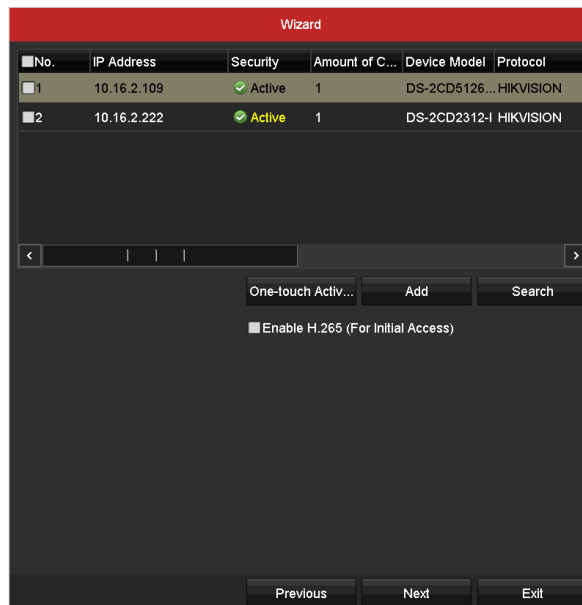 Wizard
No. IP Address Security Amount of C... Device Model Protocol
1 10.16.2.109 Active 1 DS-2CD5126... HIKVISION
2 10.16.2.222 Active 1 DS-2CD2312-I HIKVISION
One-touch Activ... Add Search
Enable H.265 (For Initial Access)
Previous Next Exit